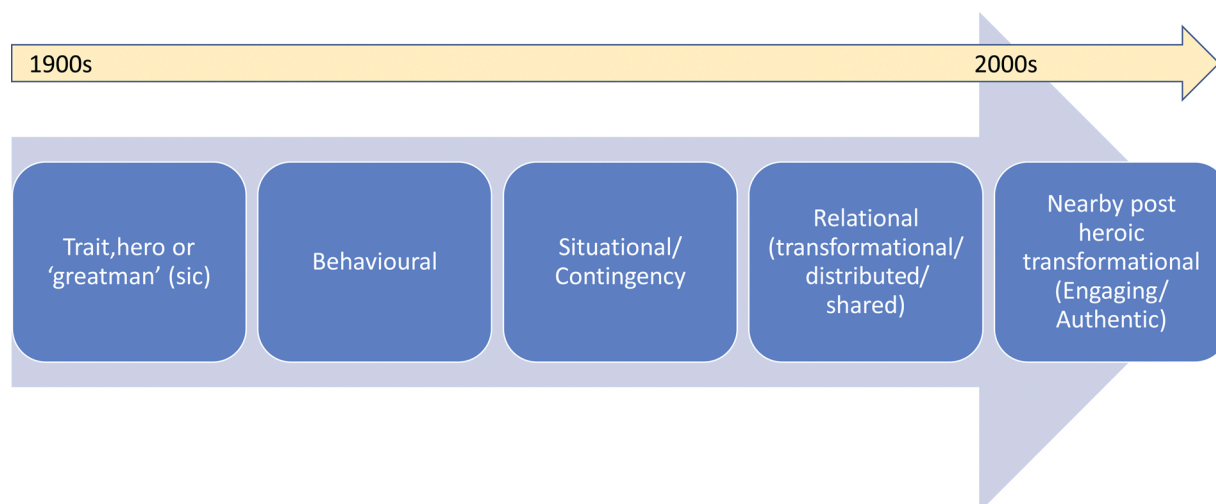 1900s
2000s
Trait,hero or
‘greatman’ (sic)
Behavioural
Situational/
Contingency
Relational
(transformational/
distributed/
shared)
Nearby post
heroic
transformational
(Engaging/
Authentic)